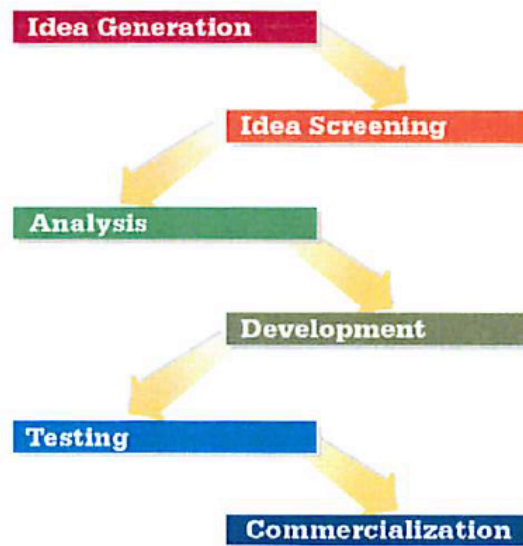 Idea Generation
Idea Screening
Analysis
Development
Testing
Commercialization